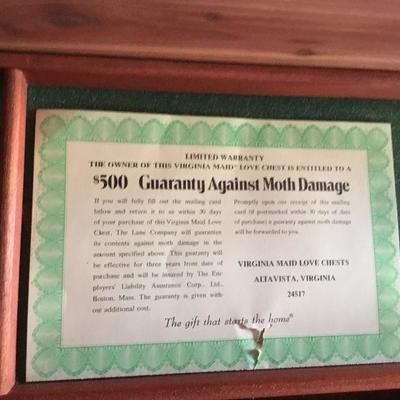 LIMITED WARRANTY
THE OWNER OF THIS VIRGINIA MAID™ LOVE CHEST IS ENTITLED TO A
$500 Guaranty Against Moth Damage
If you will fully fill out the mailing card
below and return it to us within 30 days
of your purchase of this Virginia Maid Love
Chest, The Lane Company will guarantee
its contents against moth damage in the
amount specified above. This guaranty will
be effective for three years from date of
purchase and will be insured by The Em-
ployers' Liability Assurance Corp., Ltd.,
Boston, Mass. The guaranty is given with-
out additional cost.
Promptly upon our receipt of this mailing
card (if postmarked within 30 days of date
of purchase) a guaranty against moth damage
will be forwarded to you.
VIRGINIA MAID LOVE CHESTS
ALTAVISTA, VIRGINIA
24517
The gift that starts the home®